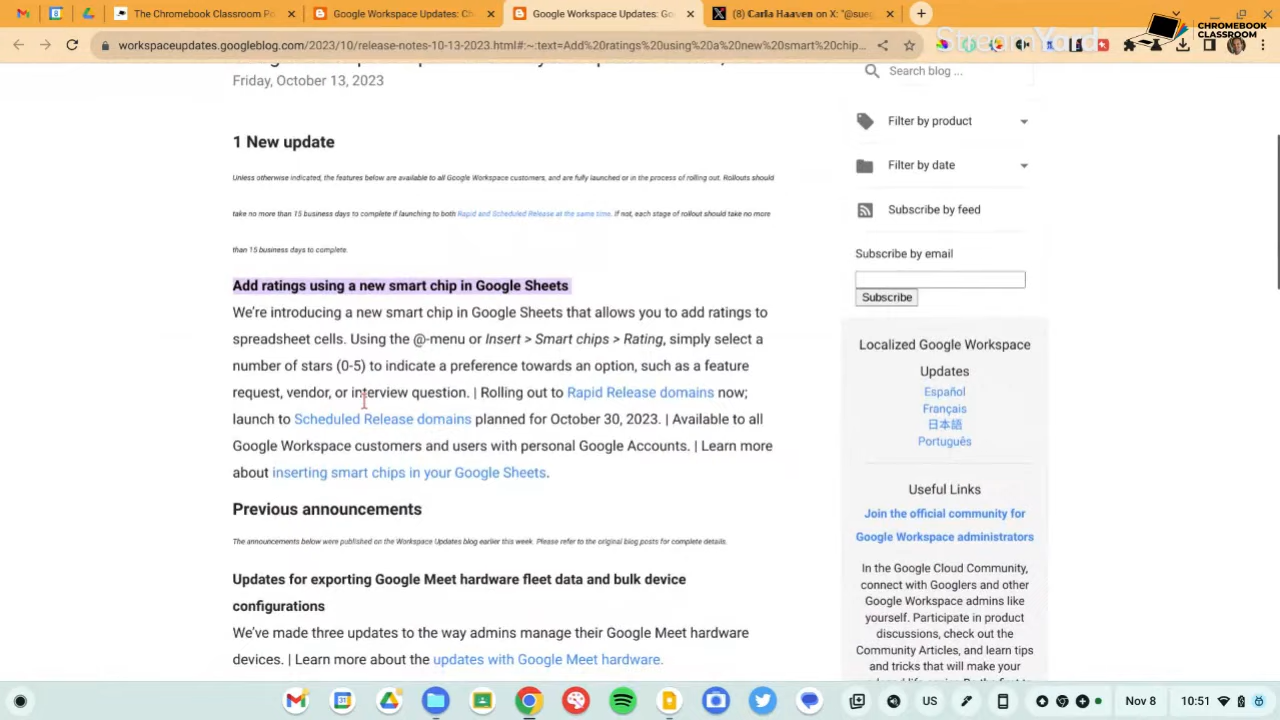 The Chromebook Classroom
Google Workspace Updates: Cl
Google Workspace Updates: Go
(8) Carla Haaven on X: "@sue
StreamYard
CHROMEBOOK
CLASSROOM
workspaceupdates.googleblog.com/2023/10/release-notes-10-13-2023.html#:~:text=Add%20ratings%20using%20a%20new%20smart%20chip...
Friday, October 13, 2023
1 New update
Unless otherwise indicated, the features below are available to all Google Workspace customers, and are fully launched or in the process of rolling out. Rollouts should
take no more than 15 business days to complete if launching to both Rapid and Scheduled Release at the same time. If not, each stage of rollout should take no more
than 15 business days to complete.
Add ratings using a new smart chip in Google Sheets
We're introducing a new smart chip in Google Sheets that allows you to add ratings to
spreadsheet cells. Using the @-menu or Insert > Smart chips > Rating, simply select a
number of stars (0-5) to indicate a preference towards an option, such as a feature
request, vendor, or interview question. | Rolling out to Rapid Release domains now;
launch to Scheduled Release domains planned for October 30, 2023. | Available to all
Google Workspace customers and users with personal Google Accounts. | Learn more
about inserting smart chips in your Google Sheets.
Previous announcements
The announcements below were published on the Workspace Updates blog earlier this week. Please refer to the original blog posts for complete details.
Updates for exporting Google Meet hardware fleet data and bulk device
configurations
We've made three updates to the way admins manage their Google Meet hardware
devices. | Learn more about the updates with Google Meet hardware.
Search blog ...
Filter by product
Filter by date
Subscribe by feed
Subscribe by email
Subscribe
Localized Google Workspace
Updates
Español
Français
日本語
Português
Useful Links
Join the official community for
Google Workspace administrators
In the Google Cloud Community,
connect with Googlers and other
Google Workspace admins like
yourself. Participate in product
discussions, check out the
Community Articles, and learn tips
and tricks that will make your
US
Nov 8
10:51